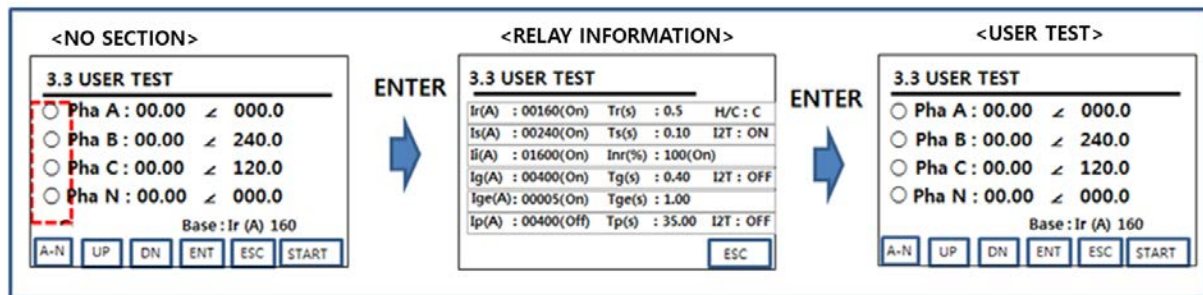 <NO SECTION>
3.3 USER TEST
Pha A : 00.00 ∠ 000.0
Pha B : 00.00 ∠ 240.0
Pha C : 00.00 ∠ 120.0
Pha N : 00.00 ∠ 000.0
Base : Ir (A) 160
A-N UP DN ENT ESC START
ENTER
<RELAY INFORMATION>
3.3 USER TEST
Ir(A) : 00160(On) Tr(s) : 0.5 H/C : C
Is(A) : 00240(On) Ts(s) : 0.10 I2T : ON
Ii(A) : 01600(On) Inr(%) : 100(On)
Ig(A) : 00400(On) Tg(s) : 0.40 I2T : OFF
Ige(A): 00005(On) Tge(s) : 1.00
Ip(A) : 00400(Off) Tp(s) : 35.00 I2T : OFF
ESC
ENTER
<USER TEST>
3.3 USER TEST
Pha A : 00.00 ∠ 000.0
Pha B : 00.00 ∠ 240.0
Pha C : 00.00 ∠ 120.0
Pha N : 00.00 ∠ 000.0
Base : Ir (A) 160
A-N UP DN ENT ESC START